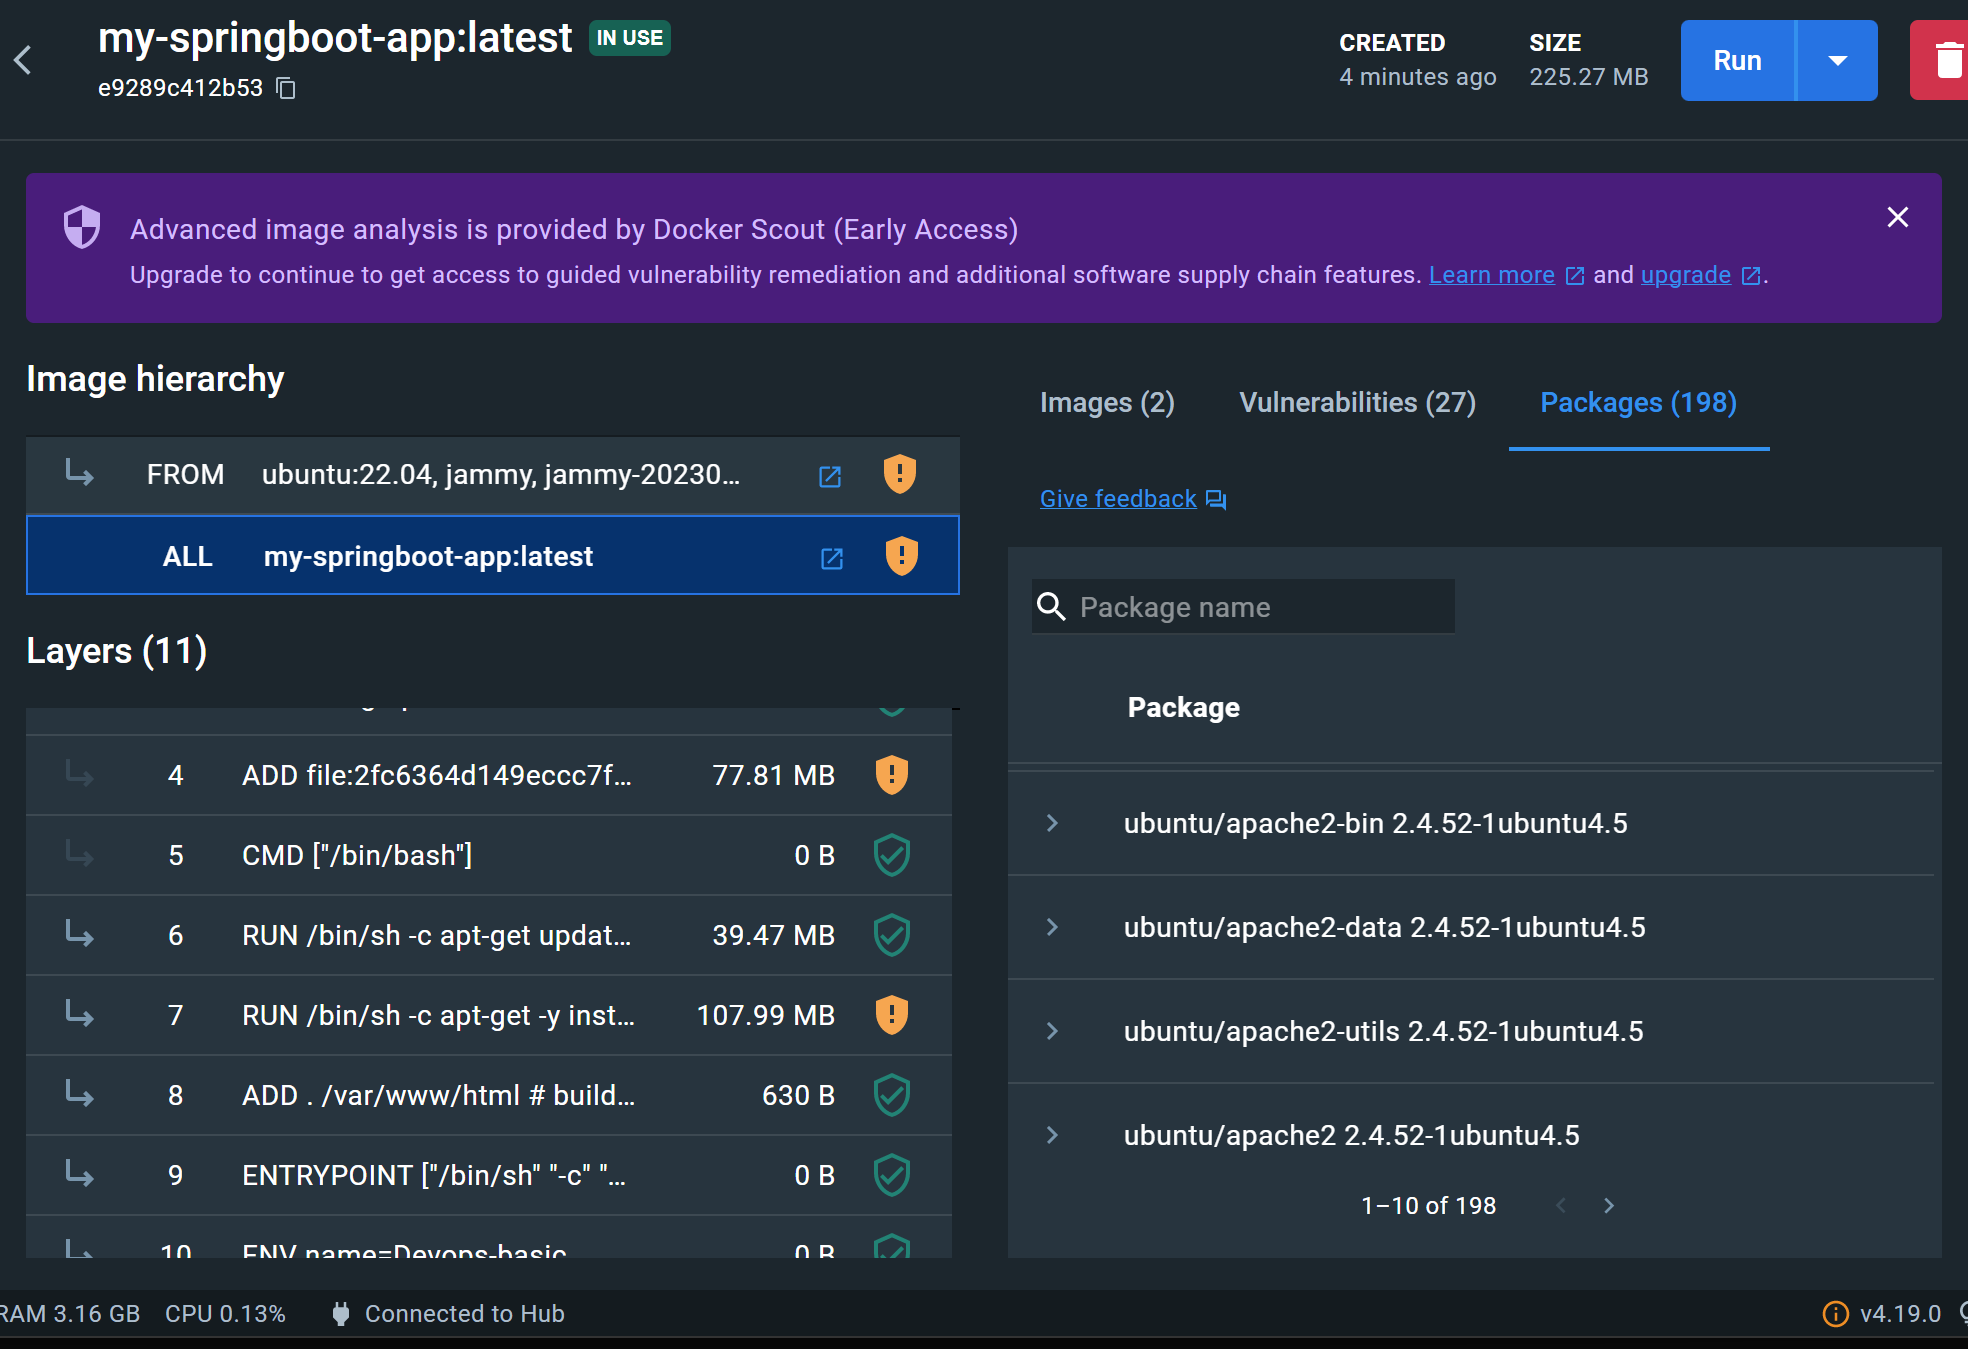 my-springboot-app:latest IN USE
e9289c412b53
CREATED
4 minutes ago
SIZE
225.27 MB
Run
Advanced image analysis is provided by Docker Scout (Early Access)
Upgrade to continue to get access to guided vulnerability remediation and additional software supply chain features. Learn more and upgrade .
Image hierarchy
FROM ubuntu:22.04, jammy, jammy-20230...
ALL my-springboot-app:latest
Layers (11)
4 ADD file:2fc6364d149eccc7f... 77.81 MB
5 CMD ["/bin/bash"] 0 B
6 RUN /bin/sh -c apt-get updat... 39.47 MB
7 RUN /bin/sh -c apt-get -y inst... 107.99 MB
8 ADD . /var/www/html # build... 630 B
9 ENTRYPOINT ["/bin/sh" "-c" "... 0 B
10 ENV name=Devops-basic 0 B
Images (2) Vulnerabilities (27) Packages (198)
Give feedback
Package name
Package
ubuntu/apache2-bin 2.4.52-1ubuntu4.5
ubuntu/apache2-data 2.4.52-1ubuntu4.5
ubuntu/apache2-utils 2.4.52-1ubuntu4.5
ubuntu/apache2 2.4.52-1ubuntu4.5
1–10 of 198
RAM 3.16 GB CPU 0.13% Connected to Hub v4.19.0